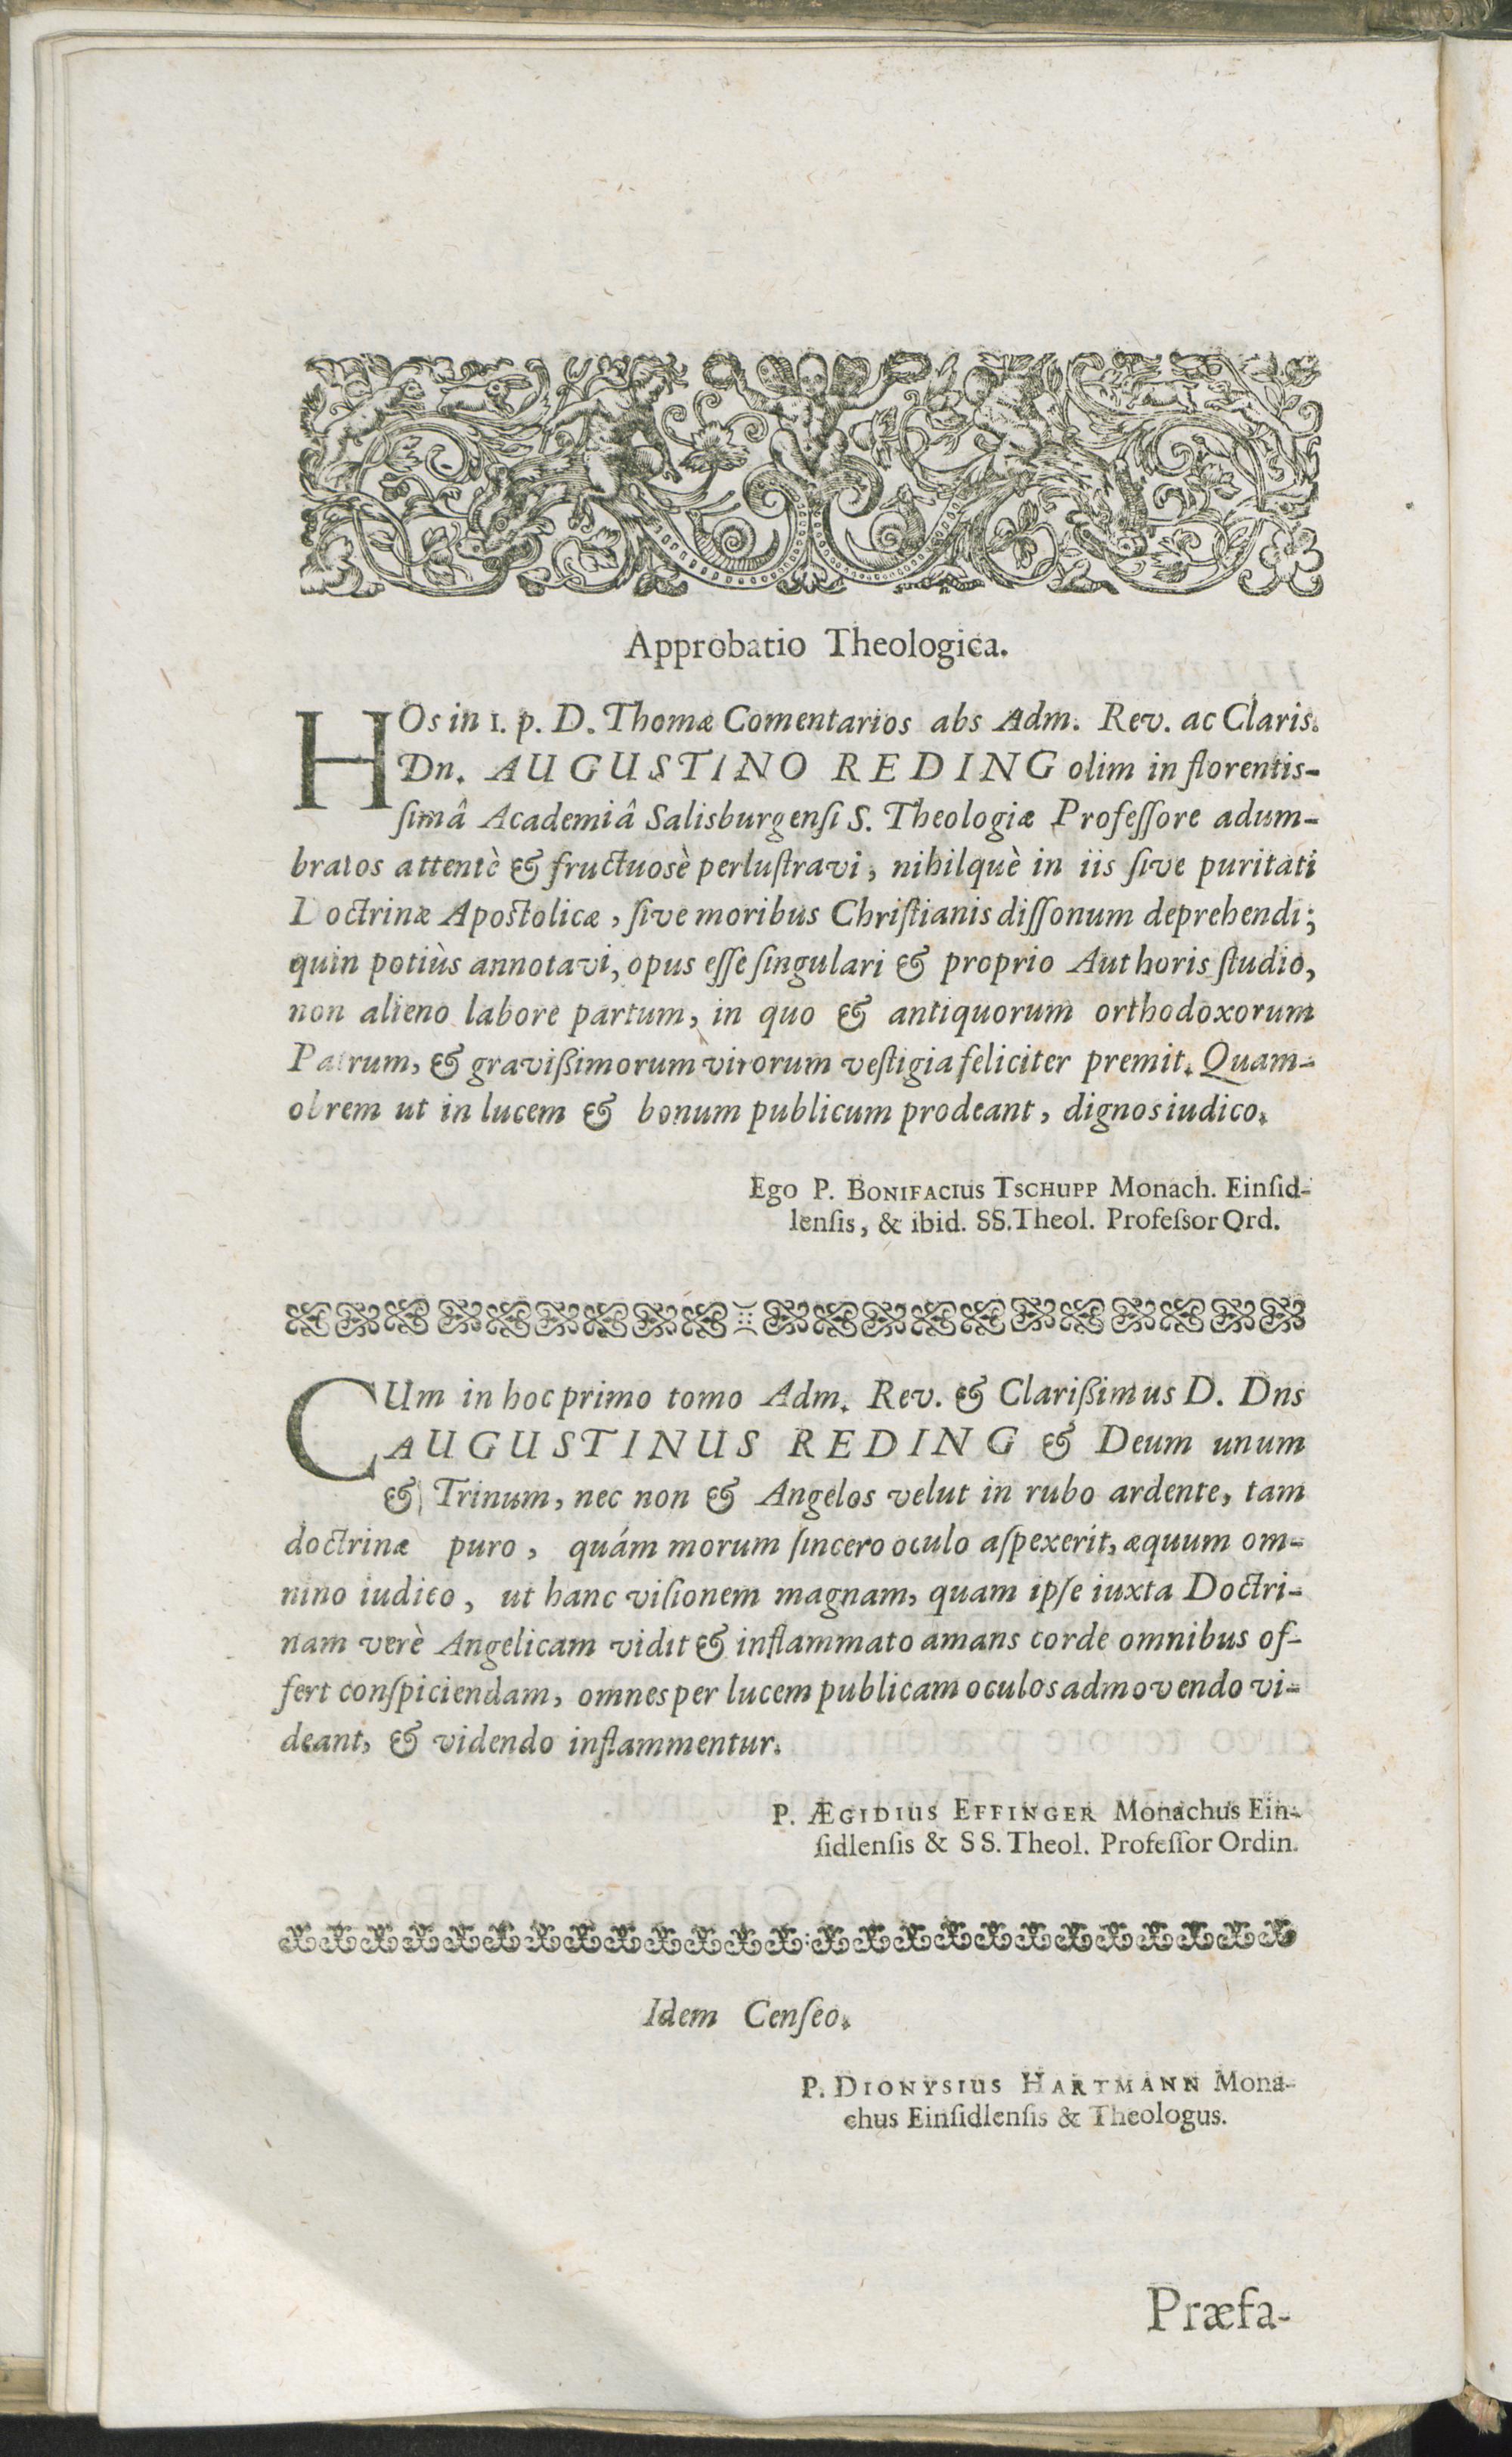 Approbatio Theologica.
HOs in 1. p. D. Thomæ Comentarios abs Adm. Rev. ac Claris.
Dn. AUGUSTINO REDING olim in florentis-
ſimâ Academiâ Salisburgenſi S. Theologiæ Profeſſore adum-
bratos attentè & fructuosè perluſtravi, nihilquè in iis ſive puritati
Doctrinæ Apoſtolicæ, ſive moribus Chriſtianis diſſonum deprehendi;
quin potiùs annotavi, opus eſſe ſingulari & proprio Authoris ſtudio,
non alieno labore partum, in quo & antiquorum orthodoxorum
Patrum, & gravißimorum virorum veſtigia feliciter premit. Quam-
obrem ut in lucem & bonum publicum prodeant, dignos iudico.
Ego P. BONIFACIUS TSCHUPP Monach. Einſid-
lenſis, & ibid. SS. Theol. Profeſsor Ord.
CUm in hoc primo tomo Adm. Rev. & Clarißimus D. Dns
AUGUSTINUS REDING & Deum unum
& Trinum, nec non & Angelos velut in rubo ardente, tam
doctrinæ puro, quám morum ſincero oculo aſpexerit, æquum om-
nino iudico, ut hanc viſionem magnam, quam ipſe iuxta Doctri-
nam verè Angelicam vidit & inflammato amans corde omnibus of-
fert conſpiciendam, omnes per lucem publicam oculos admovendo vi-
deant, & videndo inflammentur.
P. ÆGIDIUS EFFINGER Monachus Ein-
ſidlenſis & SS. Theol. Profeſſor Ordin.
Idem Cenſeo.
P. DIONYSIUS HARTMANN Mona-
chus Einſidlenſis & Theologus.
Præfa-